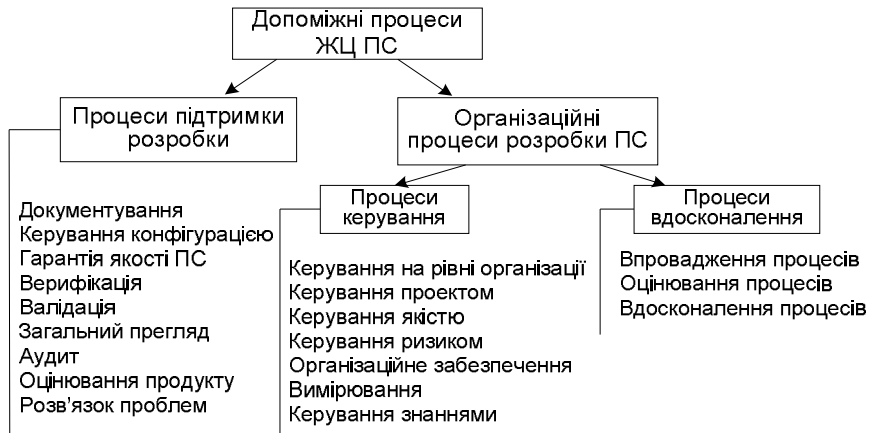 Допоміжні процеси
ЖЦ ПС
Процеси підтримки
розробки
Організаційні
процеси розробки ПС
Процеси
керування
Процеси
вдосконалення
Документування
Керування конфігурацією
Гарантія якості ПС
Верифікація
Валідація
Загальний прегляд
Аудит
Оцінювання продукту
Розв'язок проблем
Керування на рівні організації
Керування проектом
Керування якістю
Керування ризиком
Організаційне забезпечення
Вимірювання
Керування знаннями
Впровадження процесів
Оцінювання процесів
Вдосконалення процесів